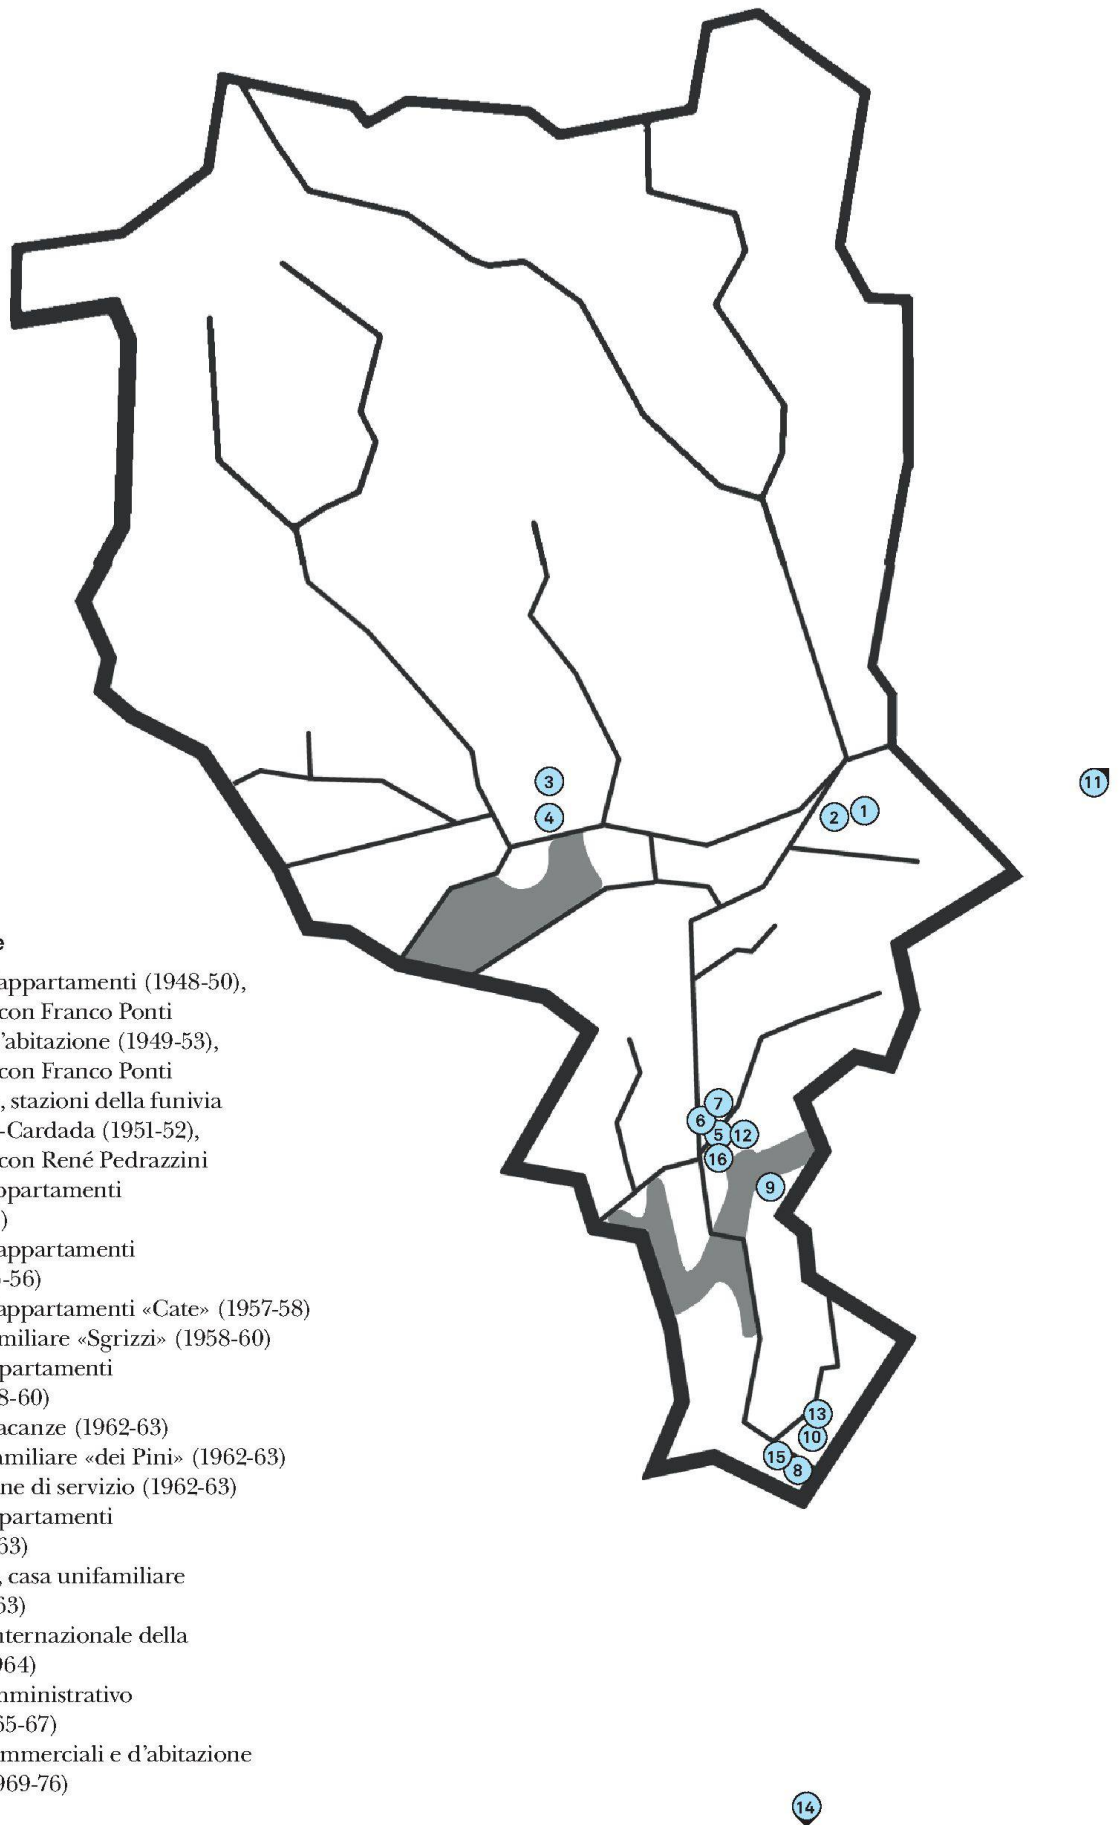 3
4
2 1
11
e
appartamenti (1948-50),
con Franco Ponti
’abitazione (1949-53),
con Franco Ponti
, stazioni della funivia
-Cardada (1951-52),
con René Pedrazzini
ppartamenti
)
appartamenti
-56)
appartamenti «Cate» (1957-58)
miliare «Sgrizzi» (1958-60)
partamenti
8-60)
acanze (1962-63)
amiliare «dei Pini» (1962-63)
ne di servizio (1962-63)
partamenti
63)
, casa unifamiliare
63)
nternazionale della
964)
mministrativo
65-67)
mmerciali e d’abitazione
969-76)
7
6
5 12
16
9
13
10
15
8
14